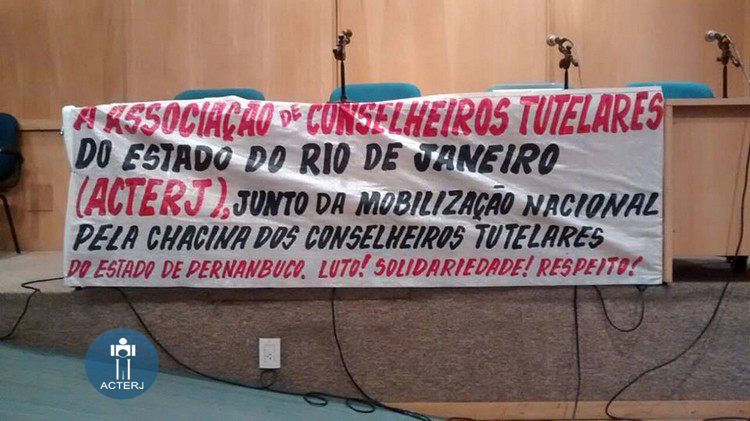 A ASSOCIAÇÃO DE CONSELHEIROS TUTELARES
DO ESTADO DO RIO DE JANEIRO
(ACTERJ), JUNTO DA MOBILIZAÇÃO NACIONAL
PELA CHACINA DOS CONSELHEIROS TUTELARES
DO ESTADO DE PERNANBUCO. LUTO! SOLIDARIEDADE! RESPEITO!
ACTERJ